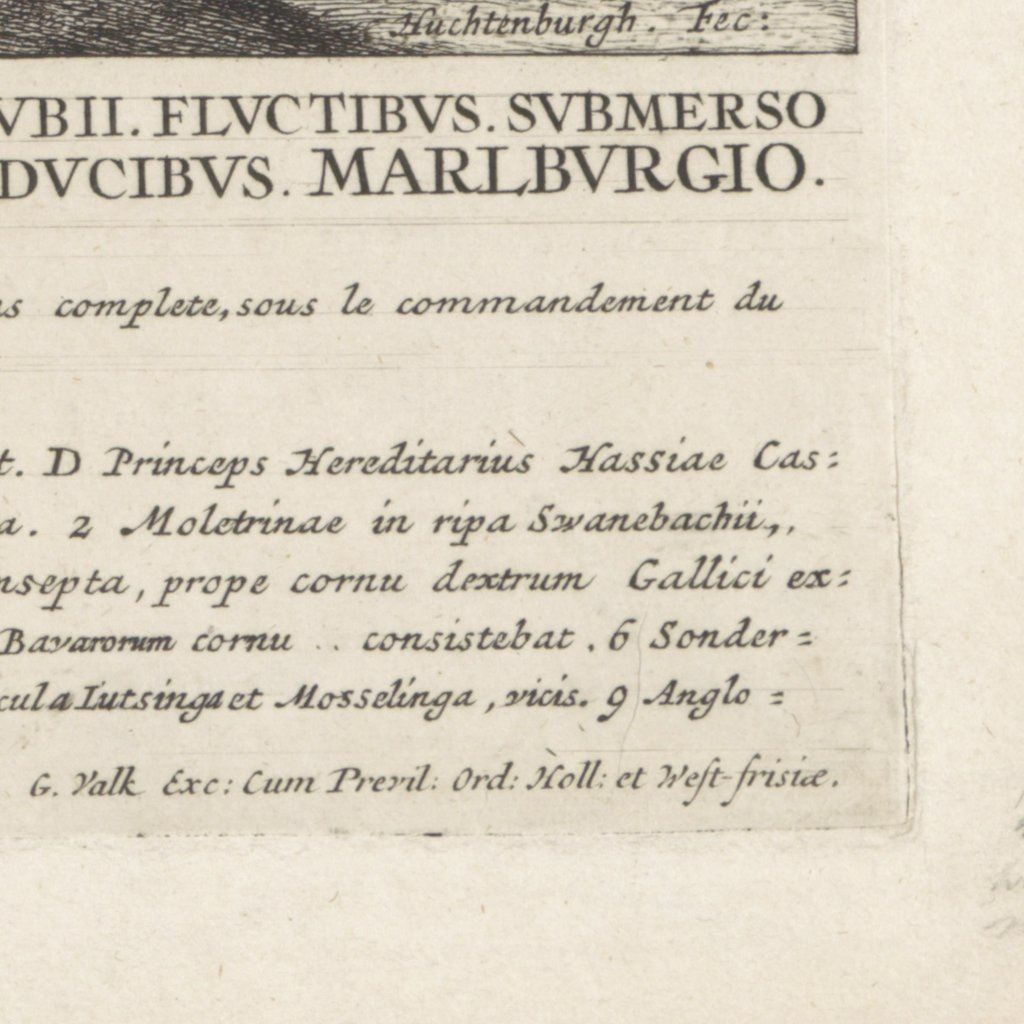 Huchtenburgh. Fec:
VBII. FLVCTIBVS. SVBMERSO
DVCIBVS. MARLBVRGIO.
complete, sous le commandement du
t. D Princeps Hereditarius Hassiae Cas:
a. 2 Moletrinae in ripa Swanebachii,.
nsepta, prope cornu dextrum Gallici ex:
Bavarorum cornu .. consistebat. 6 Sonder=
cula Iutsinga et Mosselinga, vicis. 9 Anglo =
G. Valk Exc: Cum Previl: Ord: Holl: et West-frisiæ.